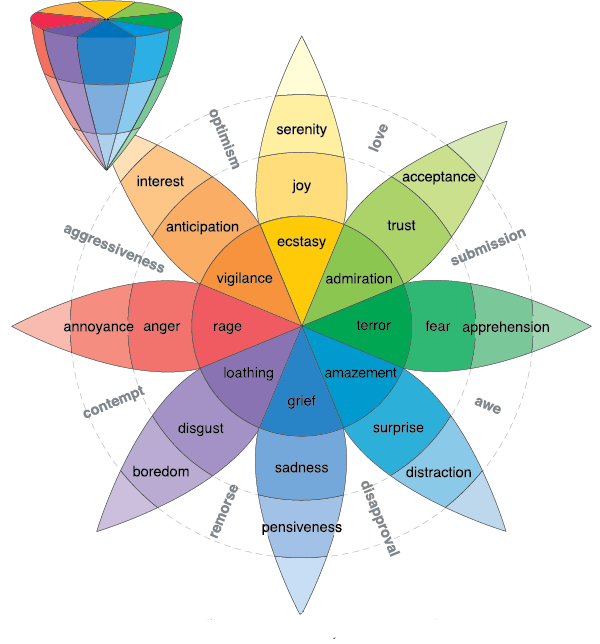 optimism
love
serenity
interest
joy
acceptance
anticipation
trust
ecstasy
aggressiveness
submission
vigilance
admiration
annoyance
anger
rage
terror
fear
apprehension
loathing
amazement
grief
contempt
awe
disgust
surprise
boredom
sadness
distraction
remorse
disapproval
pensiveness